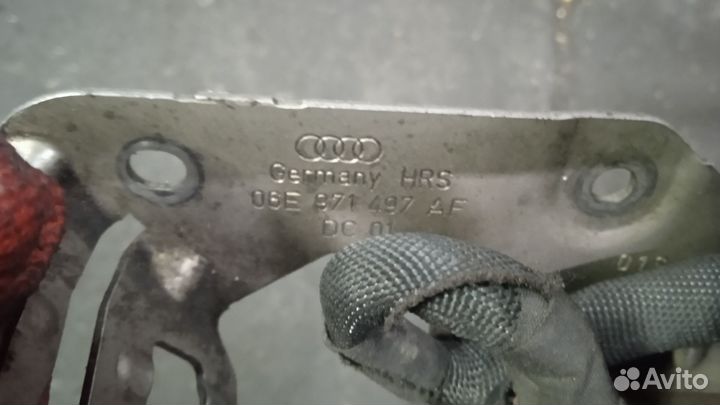 Germany HRS
06E 971 497 AF
DC 01
Avito